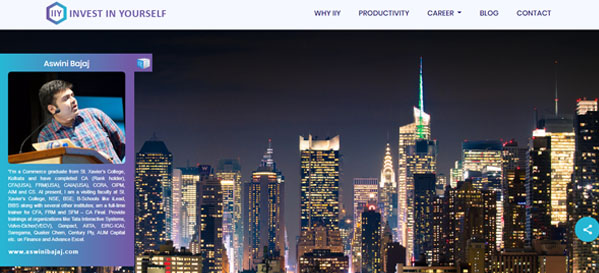 IIY INVEST IN YOURSELF
WHY IIY PRODUCTIVITY CAREER BLOG CONTACT
Aswini Bajaj
"I'm a Commerce graduate from St. Xavier's College,
Kolkata and have completed CA (Rank holder),
CFA(USA), FRM(USA), CAIA(USA), CCRA, CIPM,
AIM and CS. At present, I am a visiting faculty at St.
Xavier's College, NSE, BSE, B-Schools like iLead,
IBS) along with several other institutes, am a full-time
trainer for CFA, FRM and SFM – CA Final. Provide
trainings at organizations like Tata Interactive Systems,
Volvo-Eicher(VECV), Genpact, AIRTA, EIRC-ICAI,
Swarepime, Quation Chem, Century Ply, AUM Capital
etc. on Finance and Advance Excel.
www.aswinibajaj.com